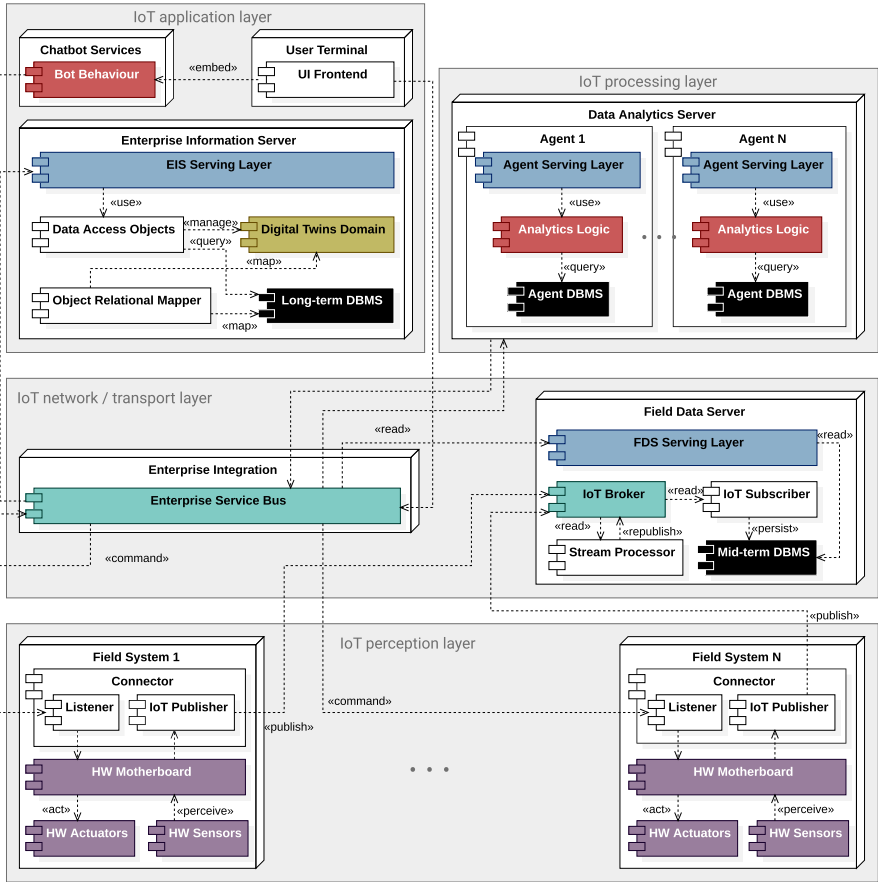 IoT application layer
Chatbot Services
Bot Behaviour
«embed»
User Terminal
UI Frontend
Enterprise Information Server
EIS Serving Layer
«use»
Data Access Objects
«manage»
Digital Twins Domain
«query»
«map»
Object Relational Mapper
Long-term DBMS
«map»
IoT processing layer
Data Analytics Server
Agent 1
Agent Serving Layer
«use»
Analytics Logic
«query»
Agent DBMS
• • •
Agent N
Agent Serving Layer
«use»
Analytics Logic
«query»
Agent DBMS
IoT network / transport layer
«read»
Enterprise Integration
Enterprise Service Bus
«command»
Field Data Server
FDS Serving Layer
«read»
IoT Broker
«read»
IoT Subscriber
«read»
«republish»
«persist»
Stream Processor
Mid-term DBMS
«publish»
IoT perception layer
Field System 1
Connector
Listener
IoT Publisher
«publish»
HW Motherboard
«act»
«perceive»
HW Actuators
HW Sensors
«command»
• • •
Field System N
Connector
Listener
IoT Publisher
HW Motherboard
«act»
«perceive»
HW Actuators
HW Sensors